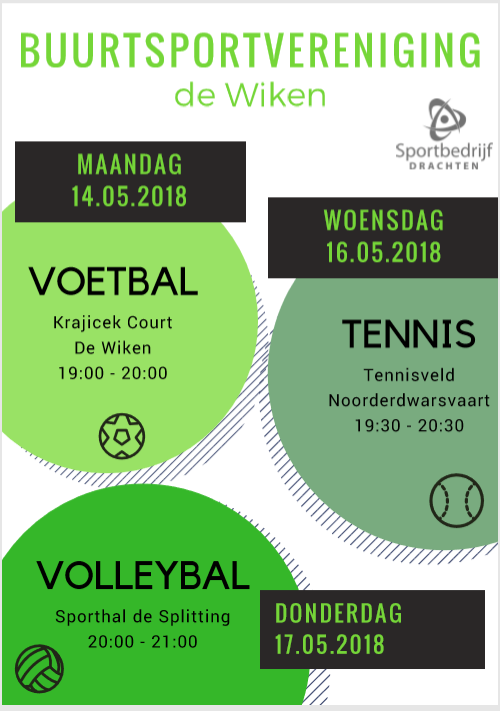 BUURTSPORTVERENIGING
de Wiken
Sportbedrijf
DRACHTEN
MAANDAG
14.05.2018
VOETBAL
Krajicek Court
De Wiken
19:00 - 20:00
WOENSDAG
16.05.2018
TENNIS
Tennisveld
Noorderdwarsvaart
19:30 - 20:30
VOLLEYBAL
Sporthal de Splitting
20:00 - 21:00
DONDERDAG
17.05.2018